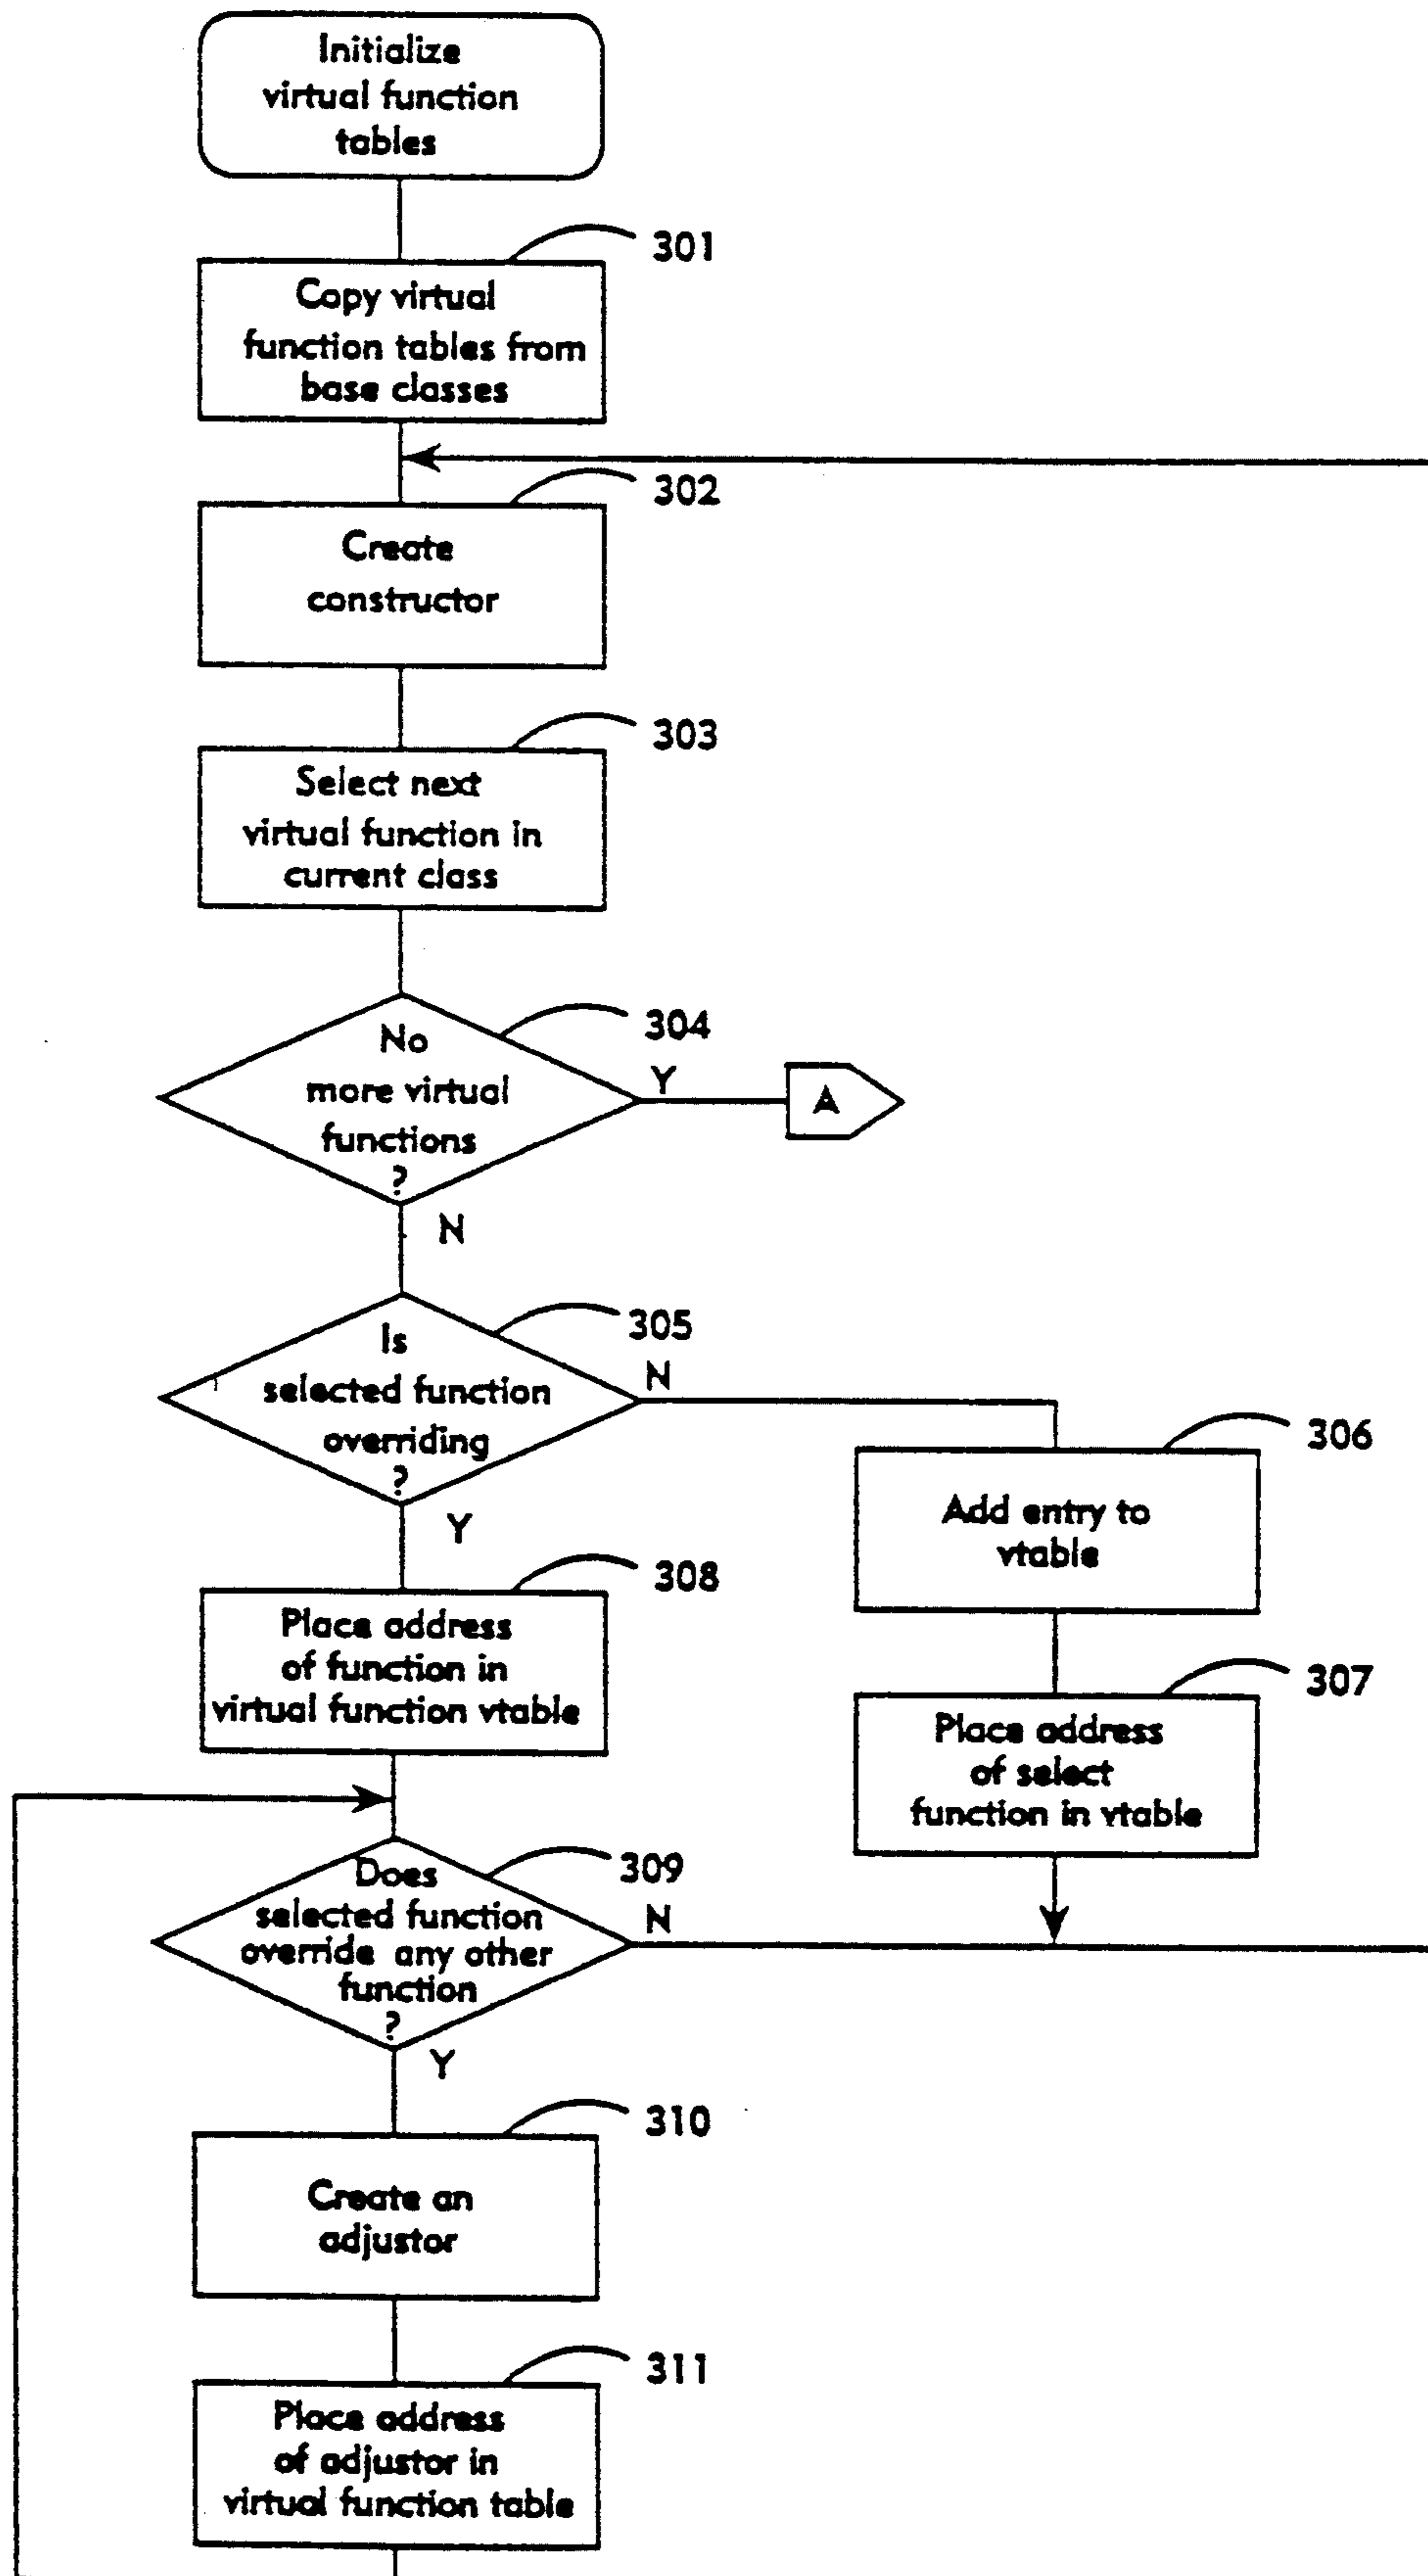 Initialize
virtual function
tables
301
Copy virtual
function tables from
base classes
302
Create
constructor
303
Select next
virtual function in
current class
304
No
more virtual
functions
?
Y
A
N
305
Is
selected function
overriding
?
N
Y
306
Add entry to
vtable
308
Place address
of function in
virtual function vtable
307
Place address
of select
function in vtable
309
Does
selected function
override any other
function
?
N
Y
310
Create an
adjustor
311
Place address
of adjustor in
virtual function table